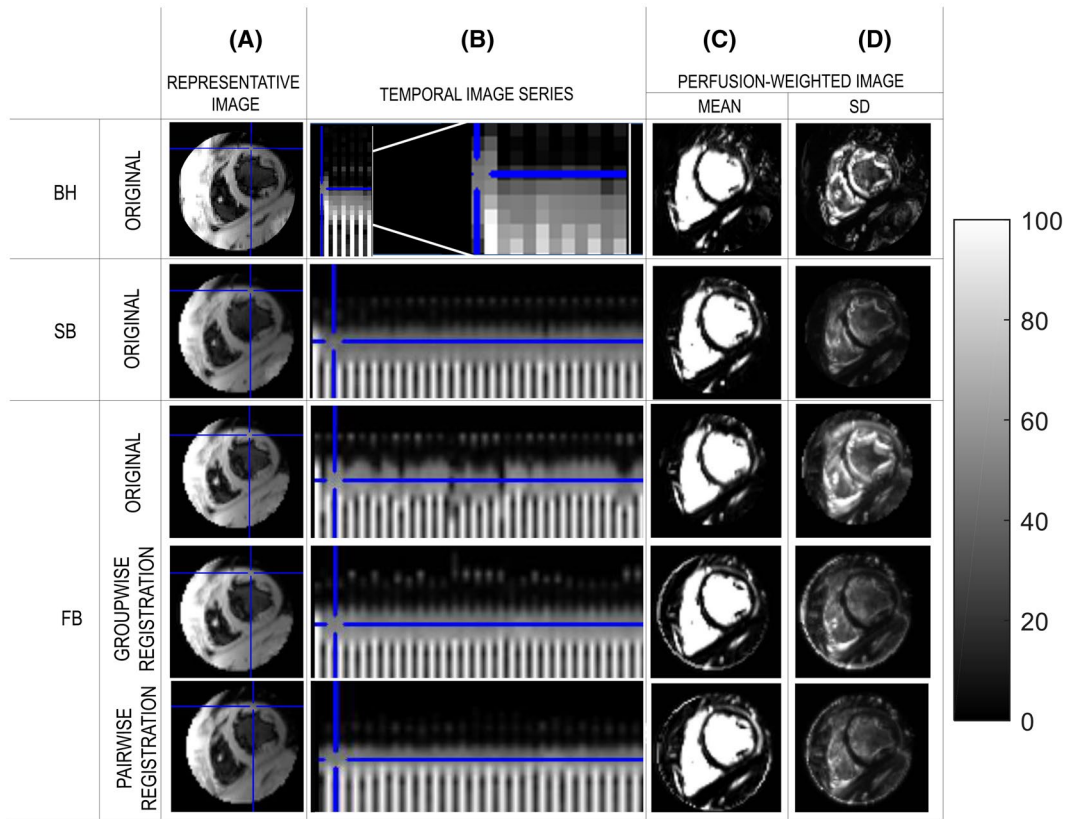 (A) (B) (C) (D)
REPRESENTATIVE
IMAGE
TEMPORAL IMAGE SERIES
PERFUSION-WEIGHTED IMAGE
MEAN SD
BH
ORIGINAL
SB
ORIGINAL
FB
ORIGINAL
GROUPWISE
REGISTRATION
PAIRWISE
REGISTRATION
100
80
60
40
20
0